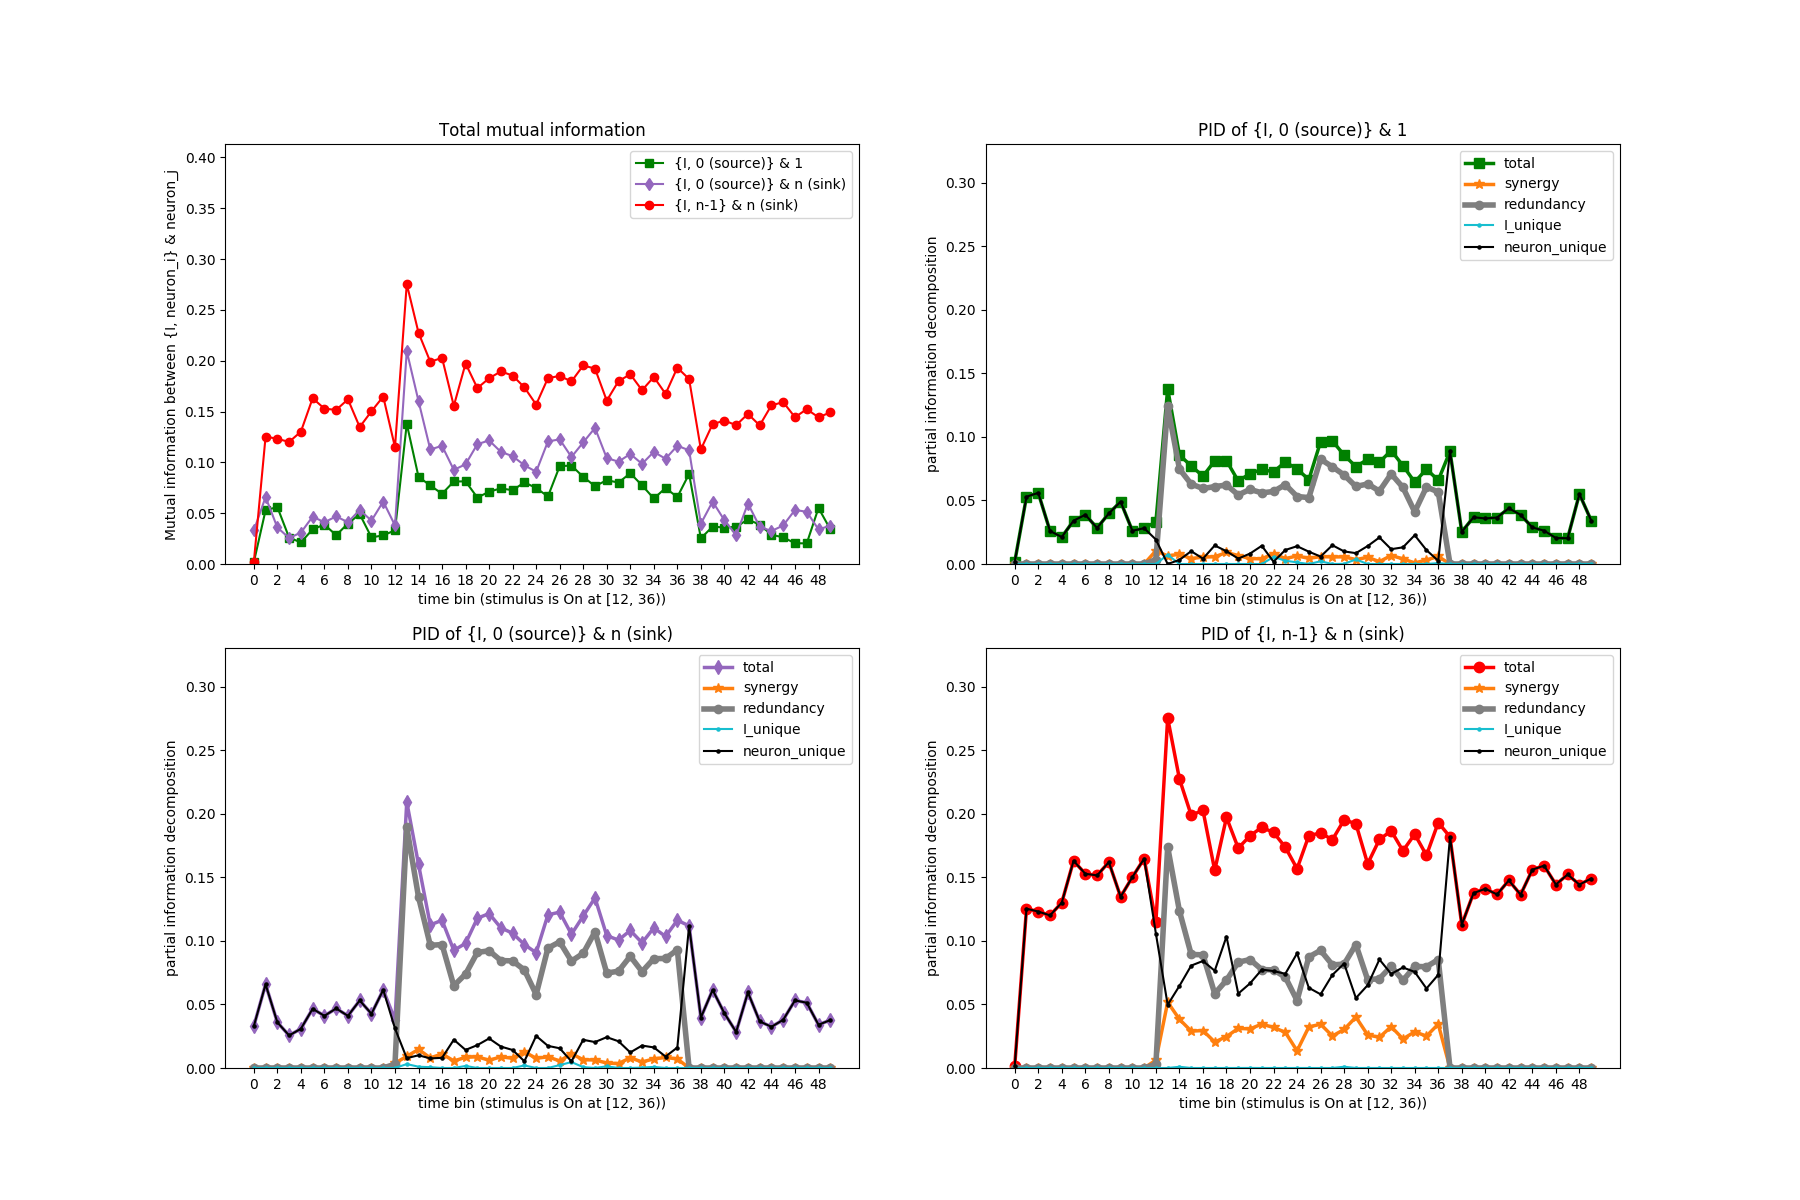 Total mutual information
Mutual information between {I, neuron_i} & neuron_j
0.40
0.35
0.30
0.25
0.20
0.15
0.10
0.05
0.00
{I, 0 (source)} & 1
{I, 0 (source)} & n (sink)
{I, n-1} & n (sink)
0 2 4 6 8 10 12 14 16 18 20 22 24 26 28 30 32 34 36 38 40 42 44 46 48
time bin (stimulus is On at [12, 36))
PID of {I, 0 (source)} & 1
partial information decomposition
0.30
0.25
0.20
0.15
0.10
0.05
0.00
total
synergy
redundancy
I_unique
neuron_unique
0 2 4 6 8 10 12 14 16 18 20 22 24 26 28 30 32 34 36 38 40 42 44 46 48
time bin (stimulus is On at [12, 36))
PID of {I, 0 (source)} & n (sink)
partial information decomposition
0.30
0.25
0.20
0.15
0.10
0.05
0.00
total
synergy
redundancy
I_unique
neuron_unique
0 2 4 6 8 10 12 14 16 18 20 22 24 26 28 30 32 34 36 38 40 42 44 46 48
time bin (stimulus is On at [12, 36))
PID of {I, n-1} & n (sink)
partial information decomposition
0.30
0.25
0.20
0.15
0.10
0.05
0.00
total
synergy
redundancy
I_unique
neuron_unique
0 2 4 6 8 10 12 14 16 18 20 22 24 26 28 30 32 34 36 38 40 42 44 46 48
time bin (stimulus is On at [12, 36))